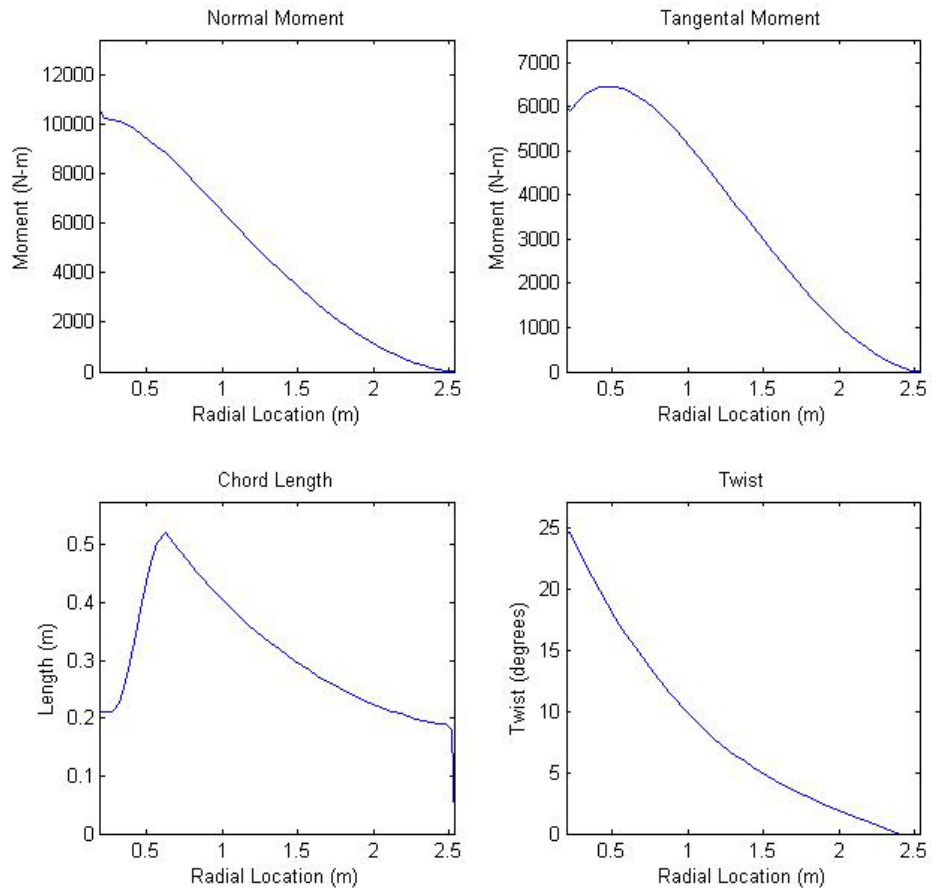 Normal Moment
12000
10000
8000
6000
4000
2000
0
Moment (N-m)
0.5 1 1.5 2 2.5
Radial Location (m)
Tangental Moment
7000
6000
5000
4000
3000
2000
1000
0
Moment (N-m)
0.5 1 1.5 2 2.5
Radial Location (m)
Chord Length
0.5
0.4
0.3
0.2
0.1
0
Length (m)
0.5 1 1.5 2 2.5
Radial Location (m)
Twist
25
20
15
10
5
0
Twist (degrees)
0.5 1 1.5 2 2.5
Radial Location (m)